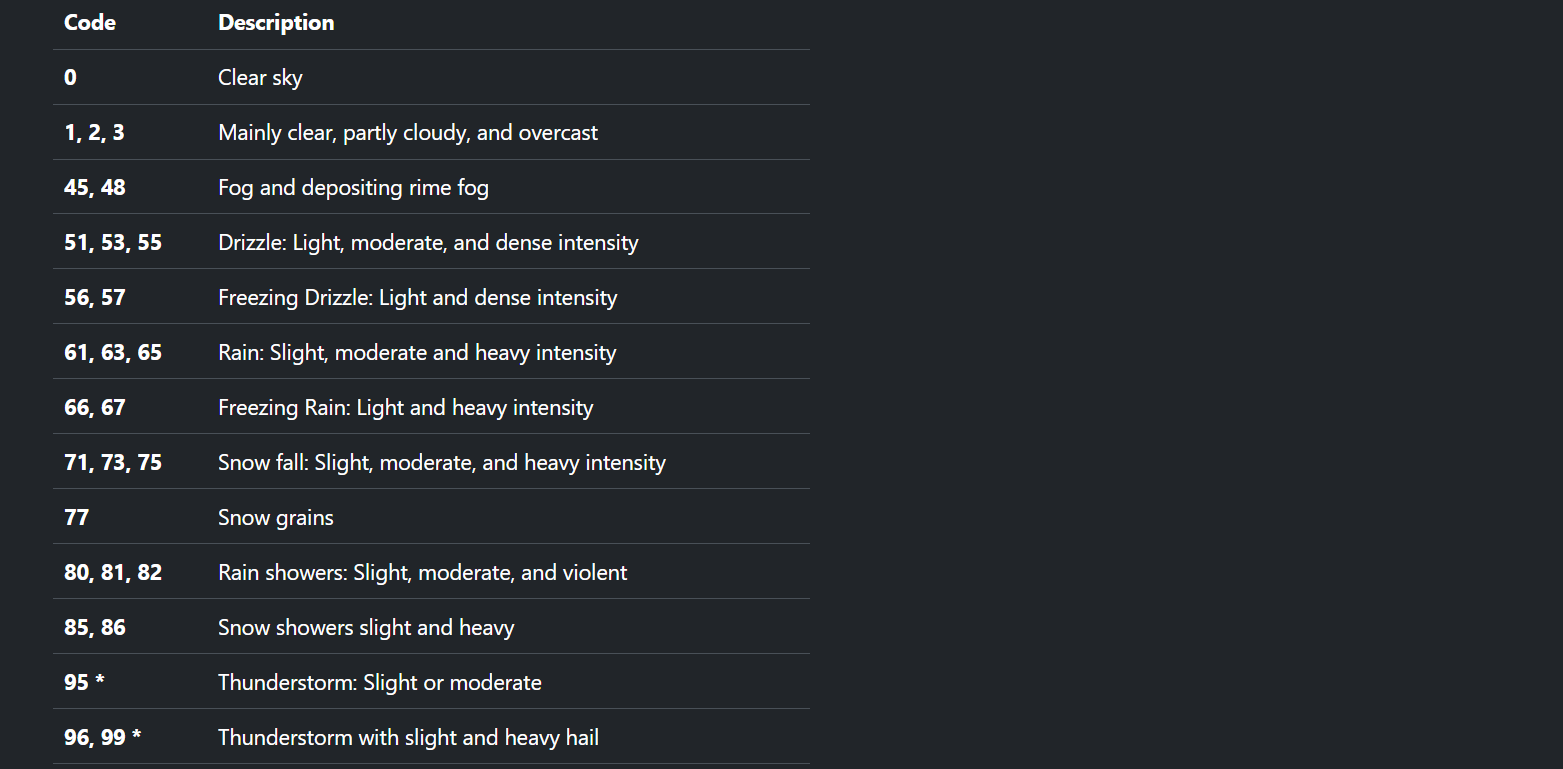 Code Description
0 Clear sky
1, 2, 3 Mainly clear, partly cloudy, and overcast
45, 48 Fog and depositing rime fog
51, 53, 55 Drizzle: Light, moderate, and dense intensity
56, 57 Freezing Drizzle: Light and dense intensity
61, 63, 65 Rain: Slight, moderate and heavy intensity
66, 67 Freezing Rain: Light and heavy intensity
71, 73, 75 Snow fall: Slight, moderate, and heavy intensity
77 Snow grains
80, 81, 82 Rain showers: Slight, moderate, and violent
85, 86 Snow showers slight and heavy
95 * Thunderstorm: Slight or moderate
96, 99 * Thunderstorm with slight and heavy hail